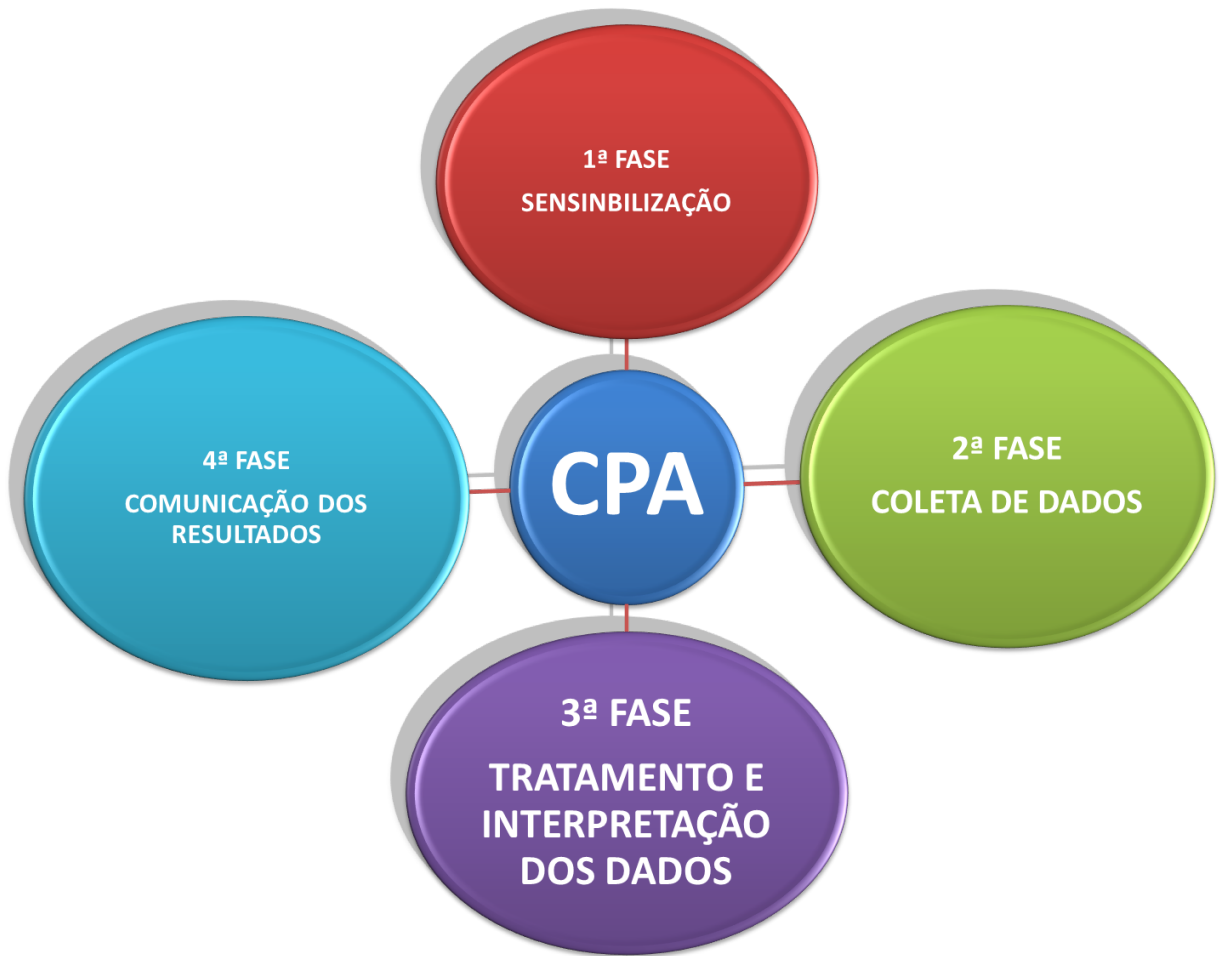 1ª FASE
SENSINBILIZAÇÃO
CPA
2ª FASE
COLETA DE DADOS
3ª FASE
TRATAMENTO E
INTERPRETAÇÃO
DOS DADOS
4ª FASE
COMUNICAÇÃO DOS
RESULTADOS